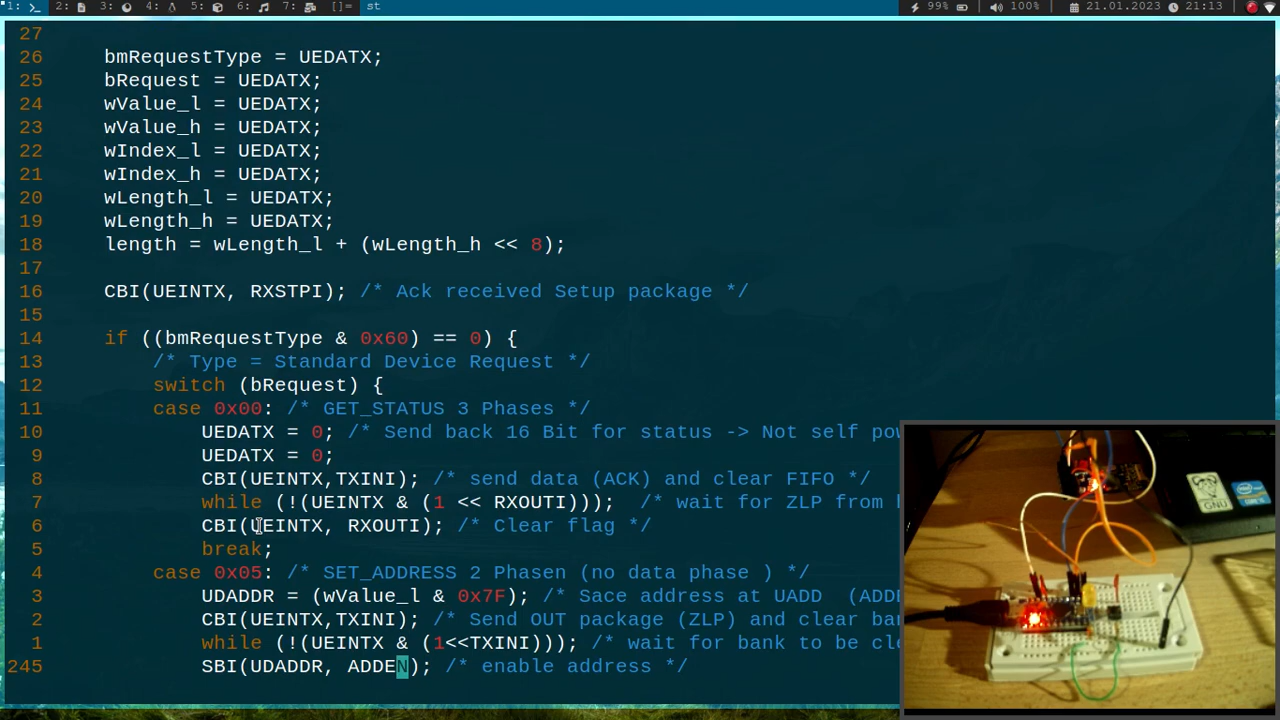 1: 2: 3: 4: 5: 6: 7: []= st 99% 100% 21.01.2023 21:13
27
26 bmRequestType = UEDATX;
25 bRequest = UEDATX;
24 wValue_l = UEDATX;
23 wValue_h = UEDATX;
22 wIndex_l = UEDATX;
21 wIndex_h = UEDATX;
20 wLength_l = UEDATX;
19 wLength_h = UEDATX;
18 length = wLength_l + (wLength_h << 8);
17
16 CBI(UEINTX, RXSTPI); /* Ack received Setup package */
15
14 if ((bmRequestType & 0x60) == 0) {
13 /* Type = Standard Device Request */
12 switch (bRequest) {
11 case 0x00: /* GET_STATUS 3 Phases */
10 UEDATX = 0; /* Send back 16 Bit for status -> Not self pow
9 UEDATX = 0;
8 CBI(UEINTX,TXINI); /* send data (ACK) and clear FIFO */
7 while (!(UEINTX & (1 << RXOUTI))); /* wait for ZLP from
6 CBI(UEINTX, RXOUTI); /* Clear flag */
5 break;
4 case 0x05: /* SET_ADDRESS 2 Phasen (no data phase ) */
3 UDADDR = (wValue_l & 0x7F); /* Sace address at UADD (ADDE
2 CBI(UEINTX,TXINI); /* Send OUT package (ZLP) and clear ba
1 while (!(UEINTX & (1<<TXINI))); /* wait for bank to be cle
245 SBI(UDADDR, ADDEN); /* enable address */
GNU
intel